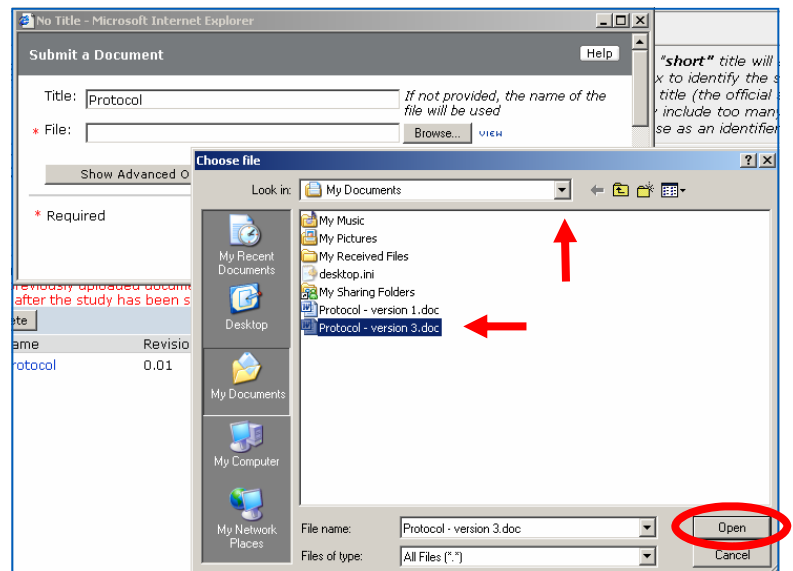 No Title - Microsoft Internet Explorer
Submit a Document
Help
"short" title will
x to identify the s
title (the official
include too many
se as an identifier
Title: Protocol
If not provided, the name of the
file will be used
* File:
Browse...
VIEW
Show Advanced O
* Required
Choose file
Look in:
My Documents
My Recent
Documents
Desktop
My Documents
My Computer
My Network
Places
My Music
My Pictures
My Received Files
desktop.ini
My Sharing Folders
Protocol - version 1.doc
Protocol - version 3.doc
File name:
Protocol - version 3.doc
Open
Files of type:
All Files (*.*)
Cancel
reviously uploaded docume
after the study has been s
ete
ame
Revisio
rotocol
0.01